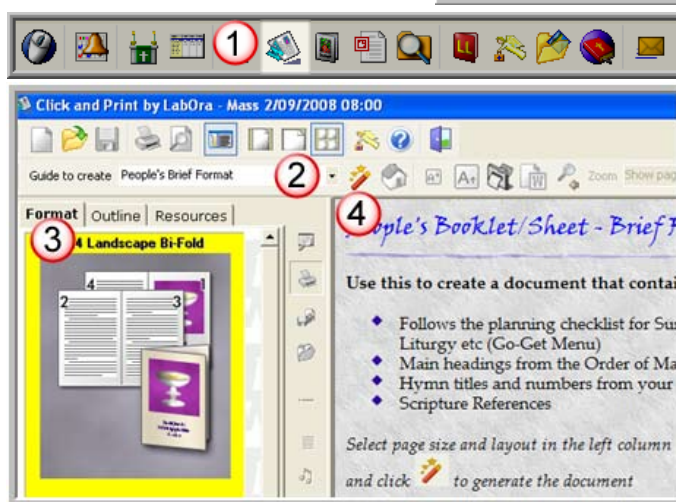 1
LL
Click and Print by LabOra - Mass 2/09/2008 08:00
Guide to create People's Brief Format
2
Zoom Show pag
Format Outline Resources
3
4 Landscape Bi-Fold
4 1
2 3
4
People's Booklet/Sheet - Brief F
Use this to create a document that contai
Follows the planning checklist for Su
Liturgy etc (Go-Get Menu)
Main headings from the Order of Ma
Hymn titles and numbers from your
Scripture References
Select page size and layout in the left column
and click to generate the document